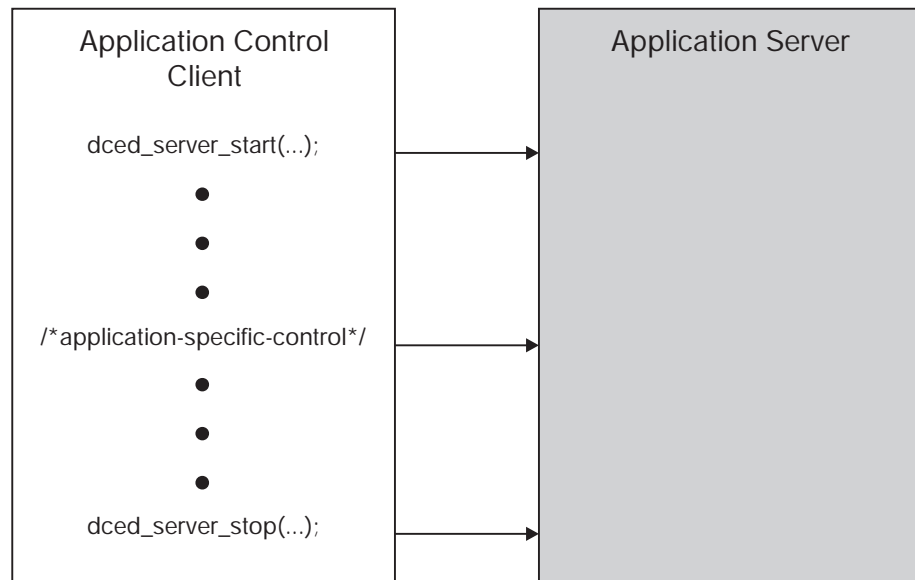 Application Control
Client
dced_server_start(...);
/*application-specific-control*/
dced_server_stop(...);
Application Server